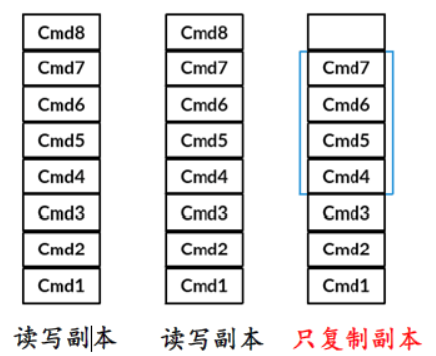 Cmd8 Cmd8
Cmd7 Cmd7 Cmd7
Cmd6 Cmd6 Cmd6
Cmd5 Cmd5 Cmd5
Cmd4 Cmd4 Cmd4
Cmd3 Cmd3 Cmd3
Cmd2 Cmd2 Cmd2
Cmd1 Cmd1 Cmd1
读写副本 读写副本 只复制副本